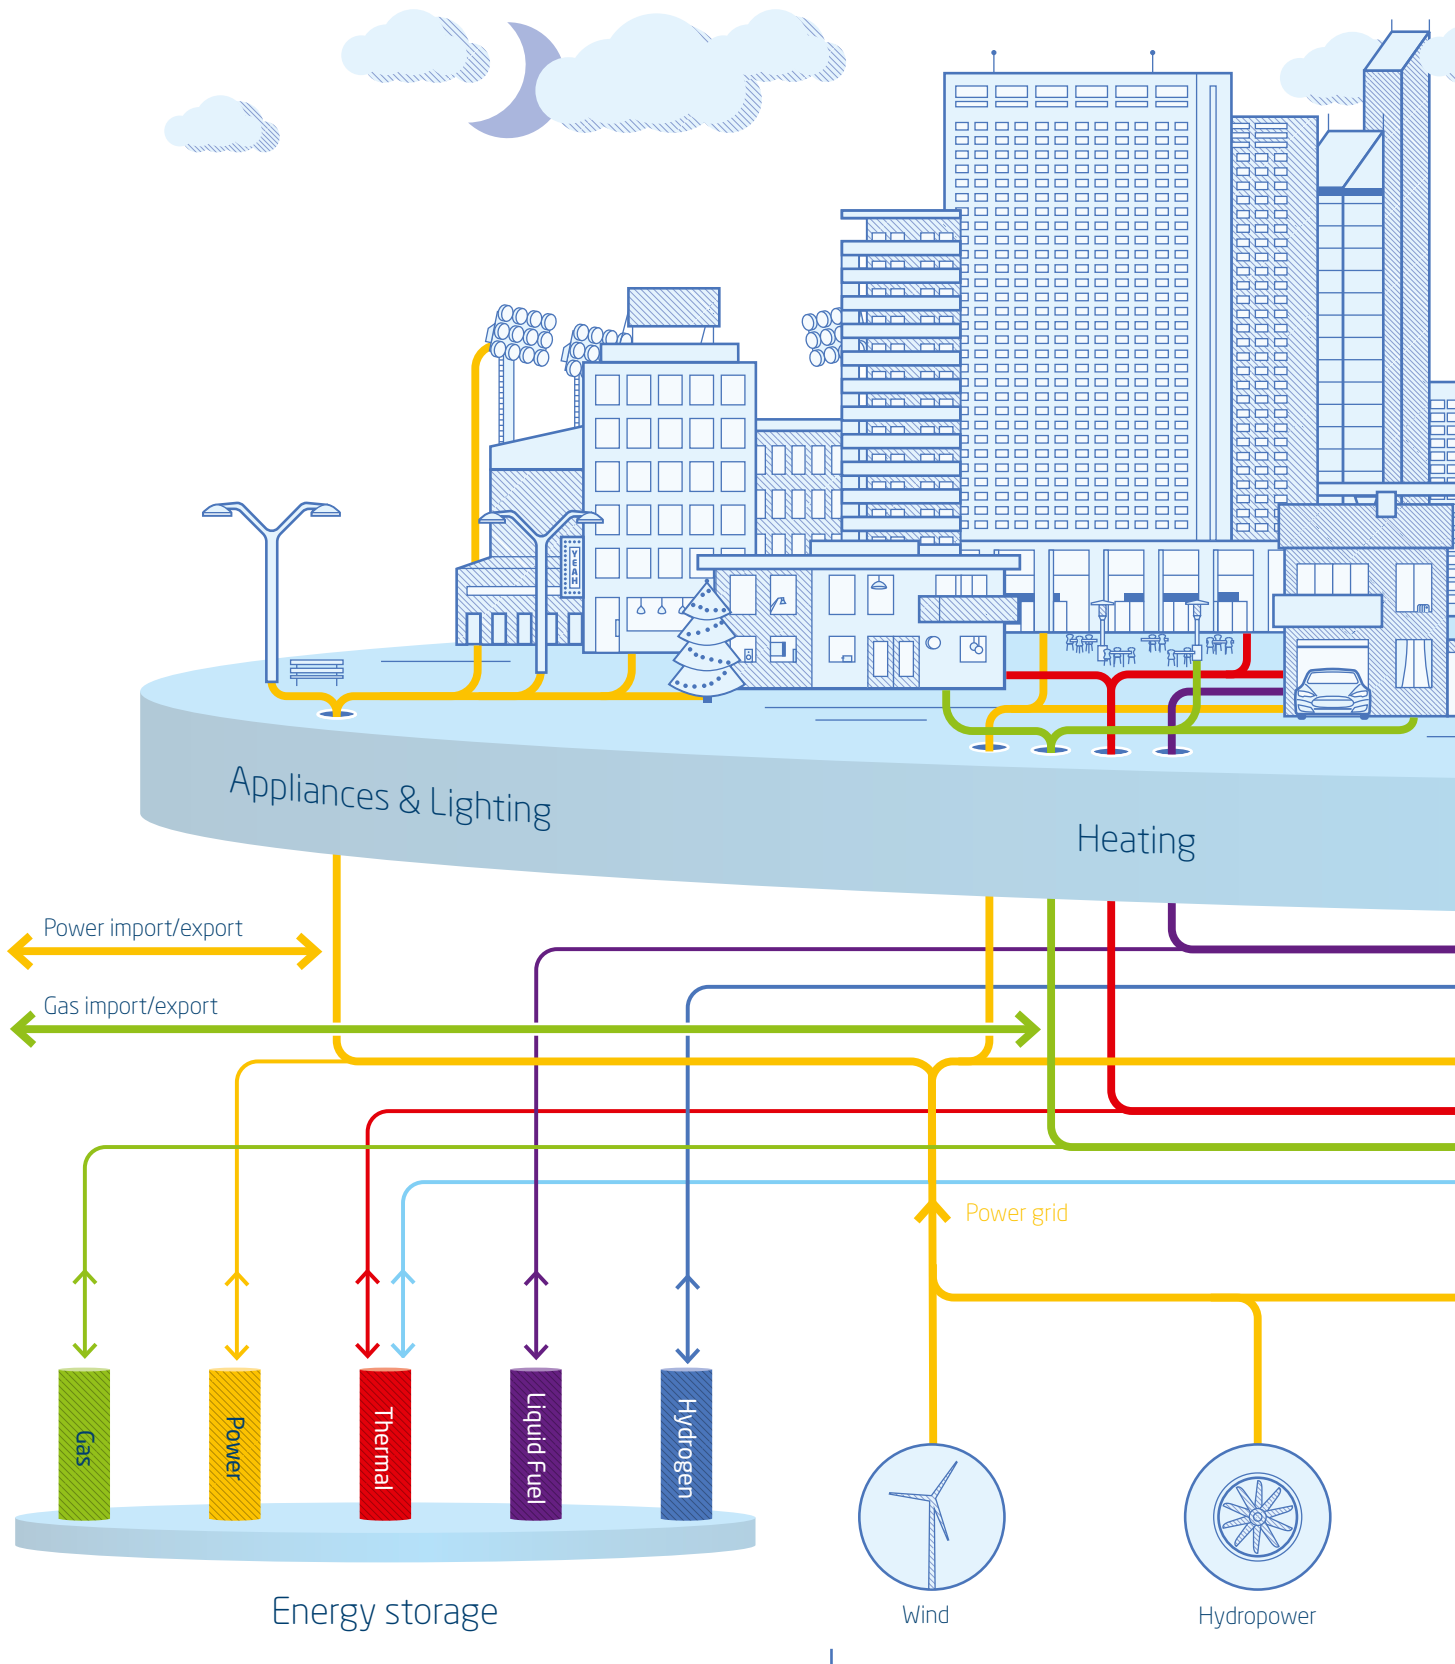 YEAH
Appliances & Lighting
Heating
Power import/export
Gas import/export
Power grid
Gas
Power
Thermal
Liquid Fuel
Hydrogen
Energy storage
Wind
Hydropower